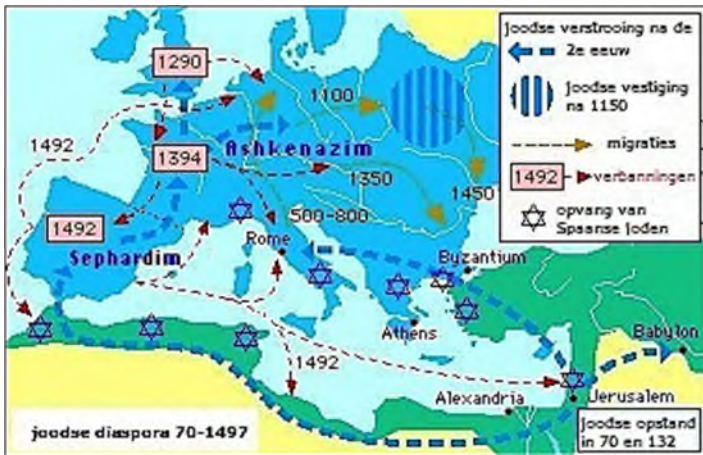 joodse verstrooing na de
2e eeuw
joodse vestiging
na 1150
migraties
1492
verbanningen
opvang van
Spaanse joden
1290
1100
1492
Ashkenazim
1394
1350
1450
1492
500-800
Rome
Sephardim
Byzantium
Athens
Babylon
1492
Alexandria
Jerusalem
joodse diaspora 70-1497
joodse opstand
in 70 en 132